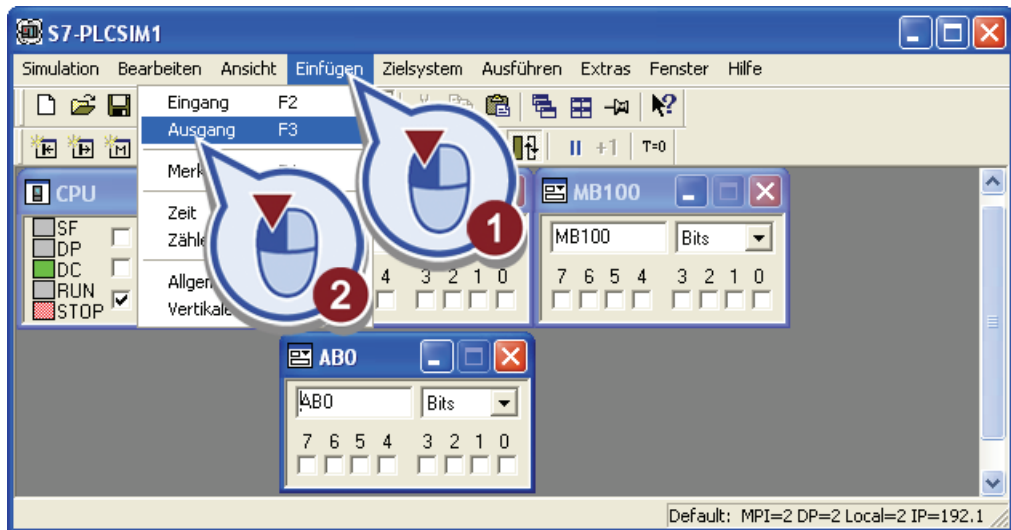 S7-PLCSIM1
Simulation Bearbeiten Ansicht Einfügen Zielsystem Ausführen Extras Fenster Hilfe
Eingang F2
Ausgang F3
+1 T=0
Zeit
CPU
MB100
SF
DP
DC
RUN
STOP
MB100 Bits
4 3 2 1 0
7 6 5 4 3 2 1 0
1
2
AB0
AB0 Bits
7 6 5 4 3 2 1 0
Default: MPI=2 DP=2 Local=2 IP=192.1